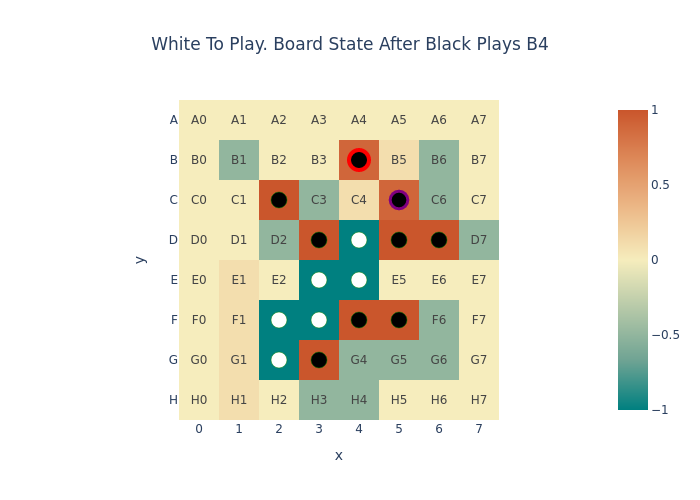 White To Play. Board State After Black Plays B4
A A0 A1 A2 A3 A4 A5 A6 A7
B B0 B1 B2 B3 B5 B6 B7
C C0 C1 C3 C4 C6 C7
D D0 D1 D2 D7
E E0 E1 E2 E5 E6 E7
F F0 F1 F6 F7
G G0 G1 G4 G5 G6 G7
H H0 H1 H2 H3 H4 H5 H6 H7
0 1 2 3 4 5 6 7
x
y
1
0.5
0
−0.5
−1